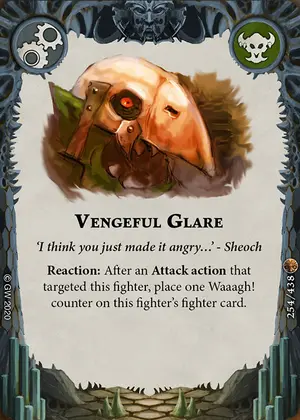 VENGEFUL GLARE
‘I think you just made it angry...’ - Sheoch
Reaction: After an Attack action that
targeted this fighter, place one Waaagh!
counter on this fighter’s fighter card.
© GW 2020
254/438